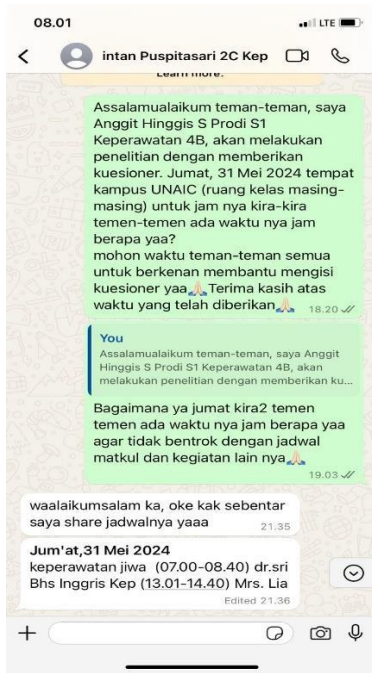 08.01
LTE
intan Puspitasari 2C Kep
Learn more.
Assalamualaikum teman-teman, saya
Anggit Hinggis S Prodi S1
Keperawatan 4B, akan melakukan
penelitian dengan memberikan
kuesioner. Jumat, 31 Mei 2024 tempat
kampus UNAIC (ruang kelas masing-
masing) untuk jam nya kira-kira
temen-temen ada waktu nya jam
berapa yaa?
mohon waktu teman-teman semua
untuk berkenan membantu mengisi
kuesioner yaa🙏🏻Terima kasih atas
waktu yang telah diberikan🙏🏻
18.20
You
Assalamualaikum teman-teman, saya Anggit
Hinggis S Prodi S1 Keperawatan 4B, akan
melakukan penelitian dengan memberikan ku...
Bagaimana ya jumat kira2 temen
temen ada waktu nya jam berapa yaa
agar tidak bentrok dengan jadwal
matkul dan kegiatan lain nya🙏🏻
19.03
waalaikumsalam ka, oke kak sebentar
saya share jadwalnya yaaa
21.35
Jum'at,31 Mei 2024
keperawatan jiwa (07.00-08.40) dr.sri
Bhs Inggris Kep (13.01-14.40) Mrs. Lia
Edited 21.36